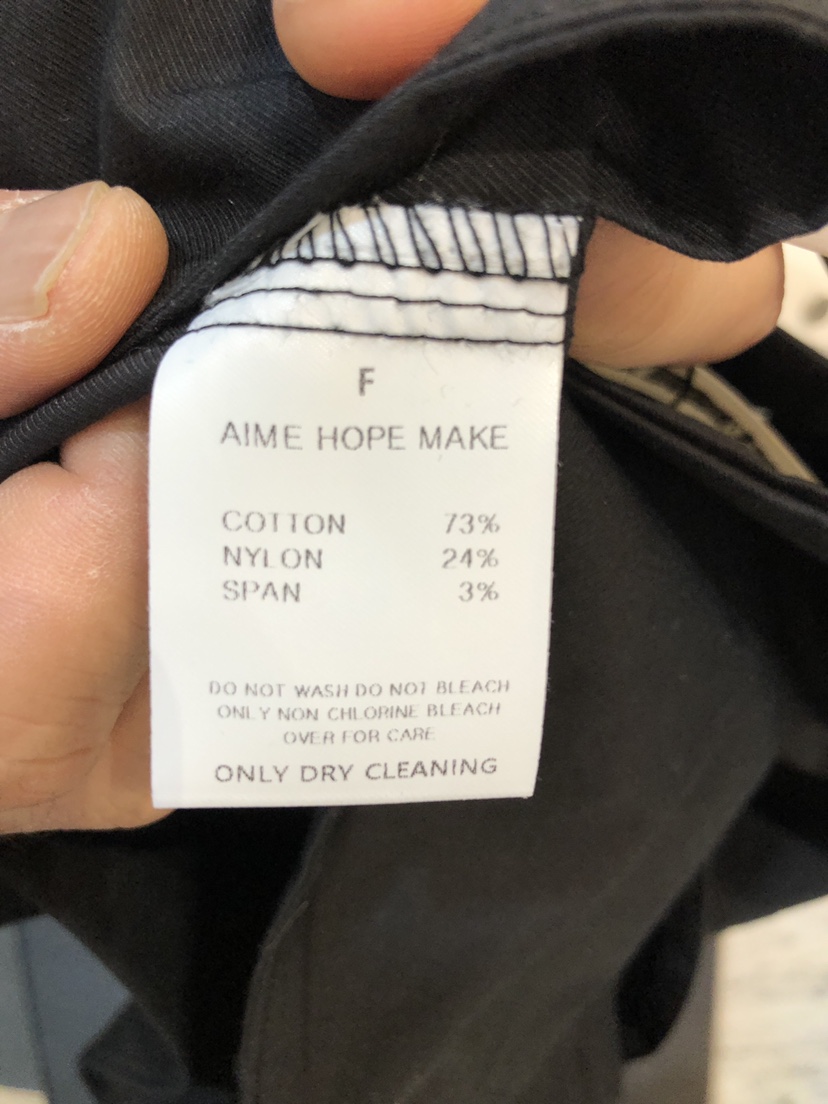 F
AIME HOPE MAKE
COTTON 73%
NYLON 24%
SPAN 3%
DO NOT WASH DO NOT BLEACH
ONLY NON CHLORINE BLEACH
OVER FOR CARE
ONLY DRY CLEANING